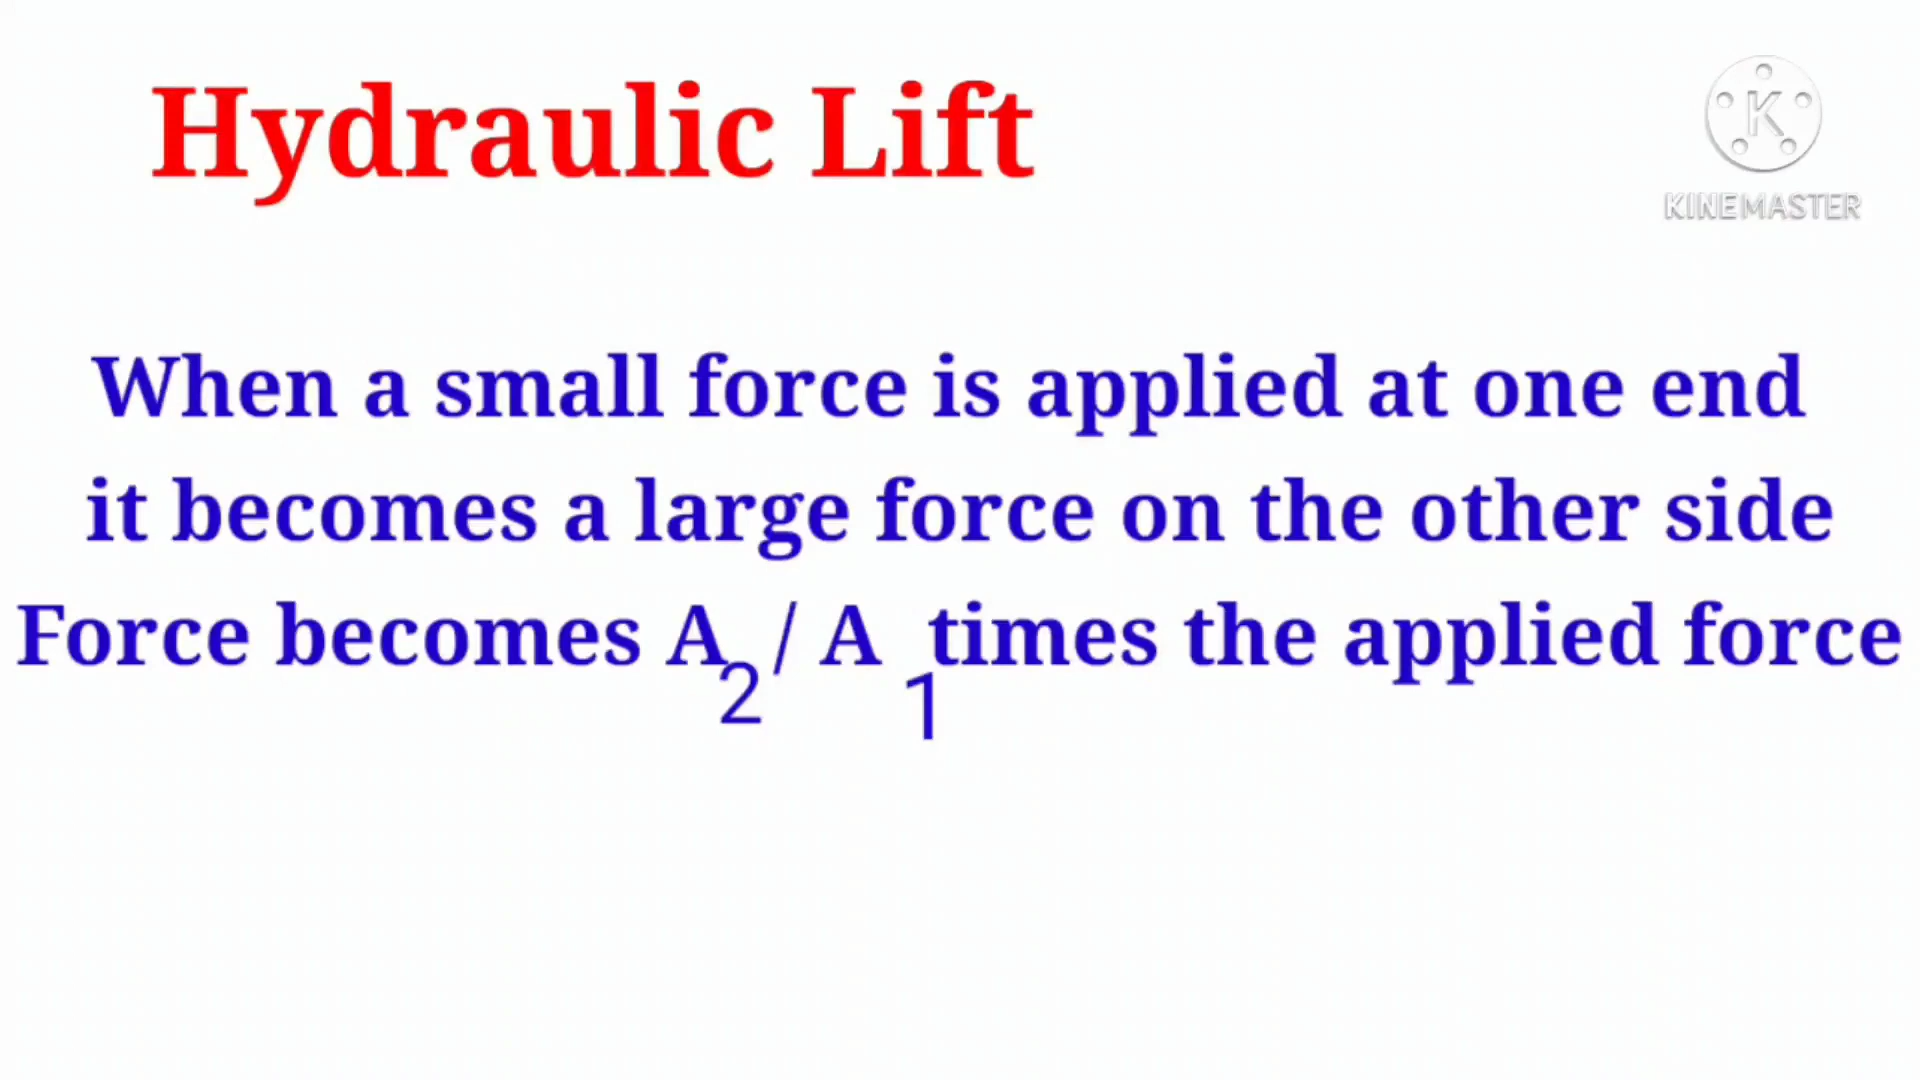 Hydraulic Lift
K
KINEMASTER
When a small force is applied at one end
it becomes a large force on the other side
Force becomes A₂ / A ₁ times the applied force